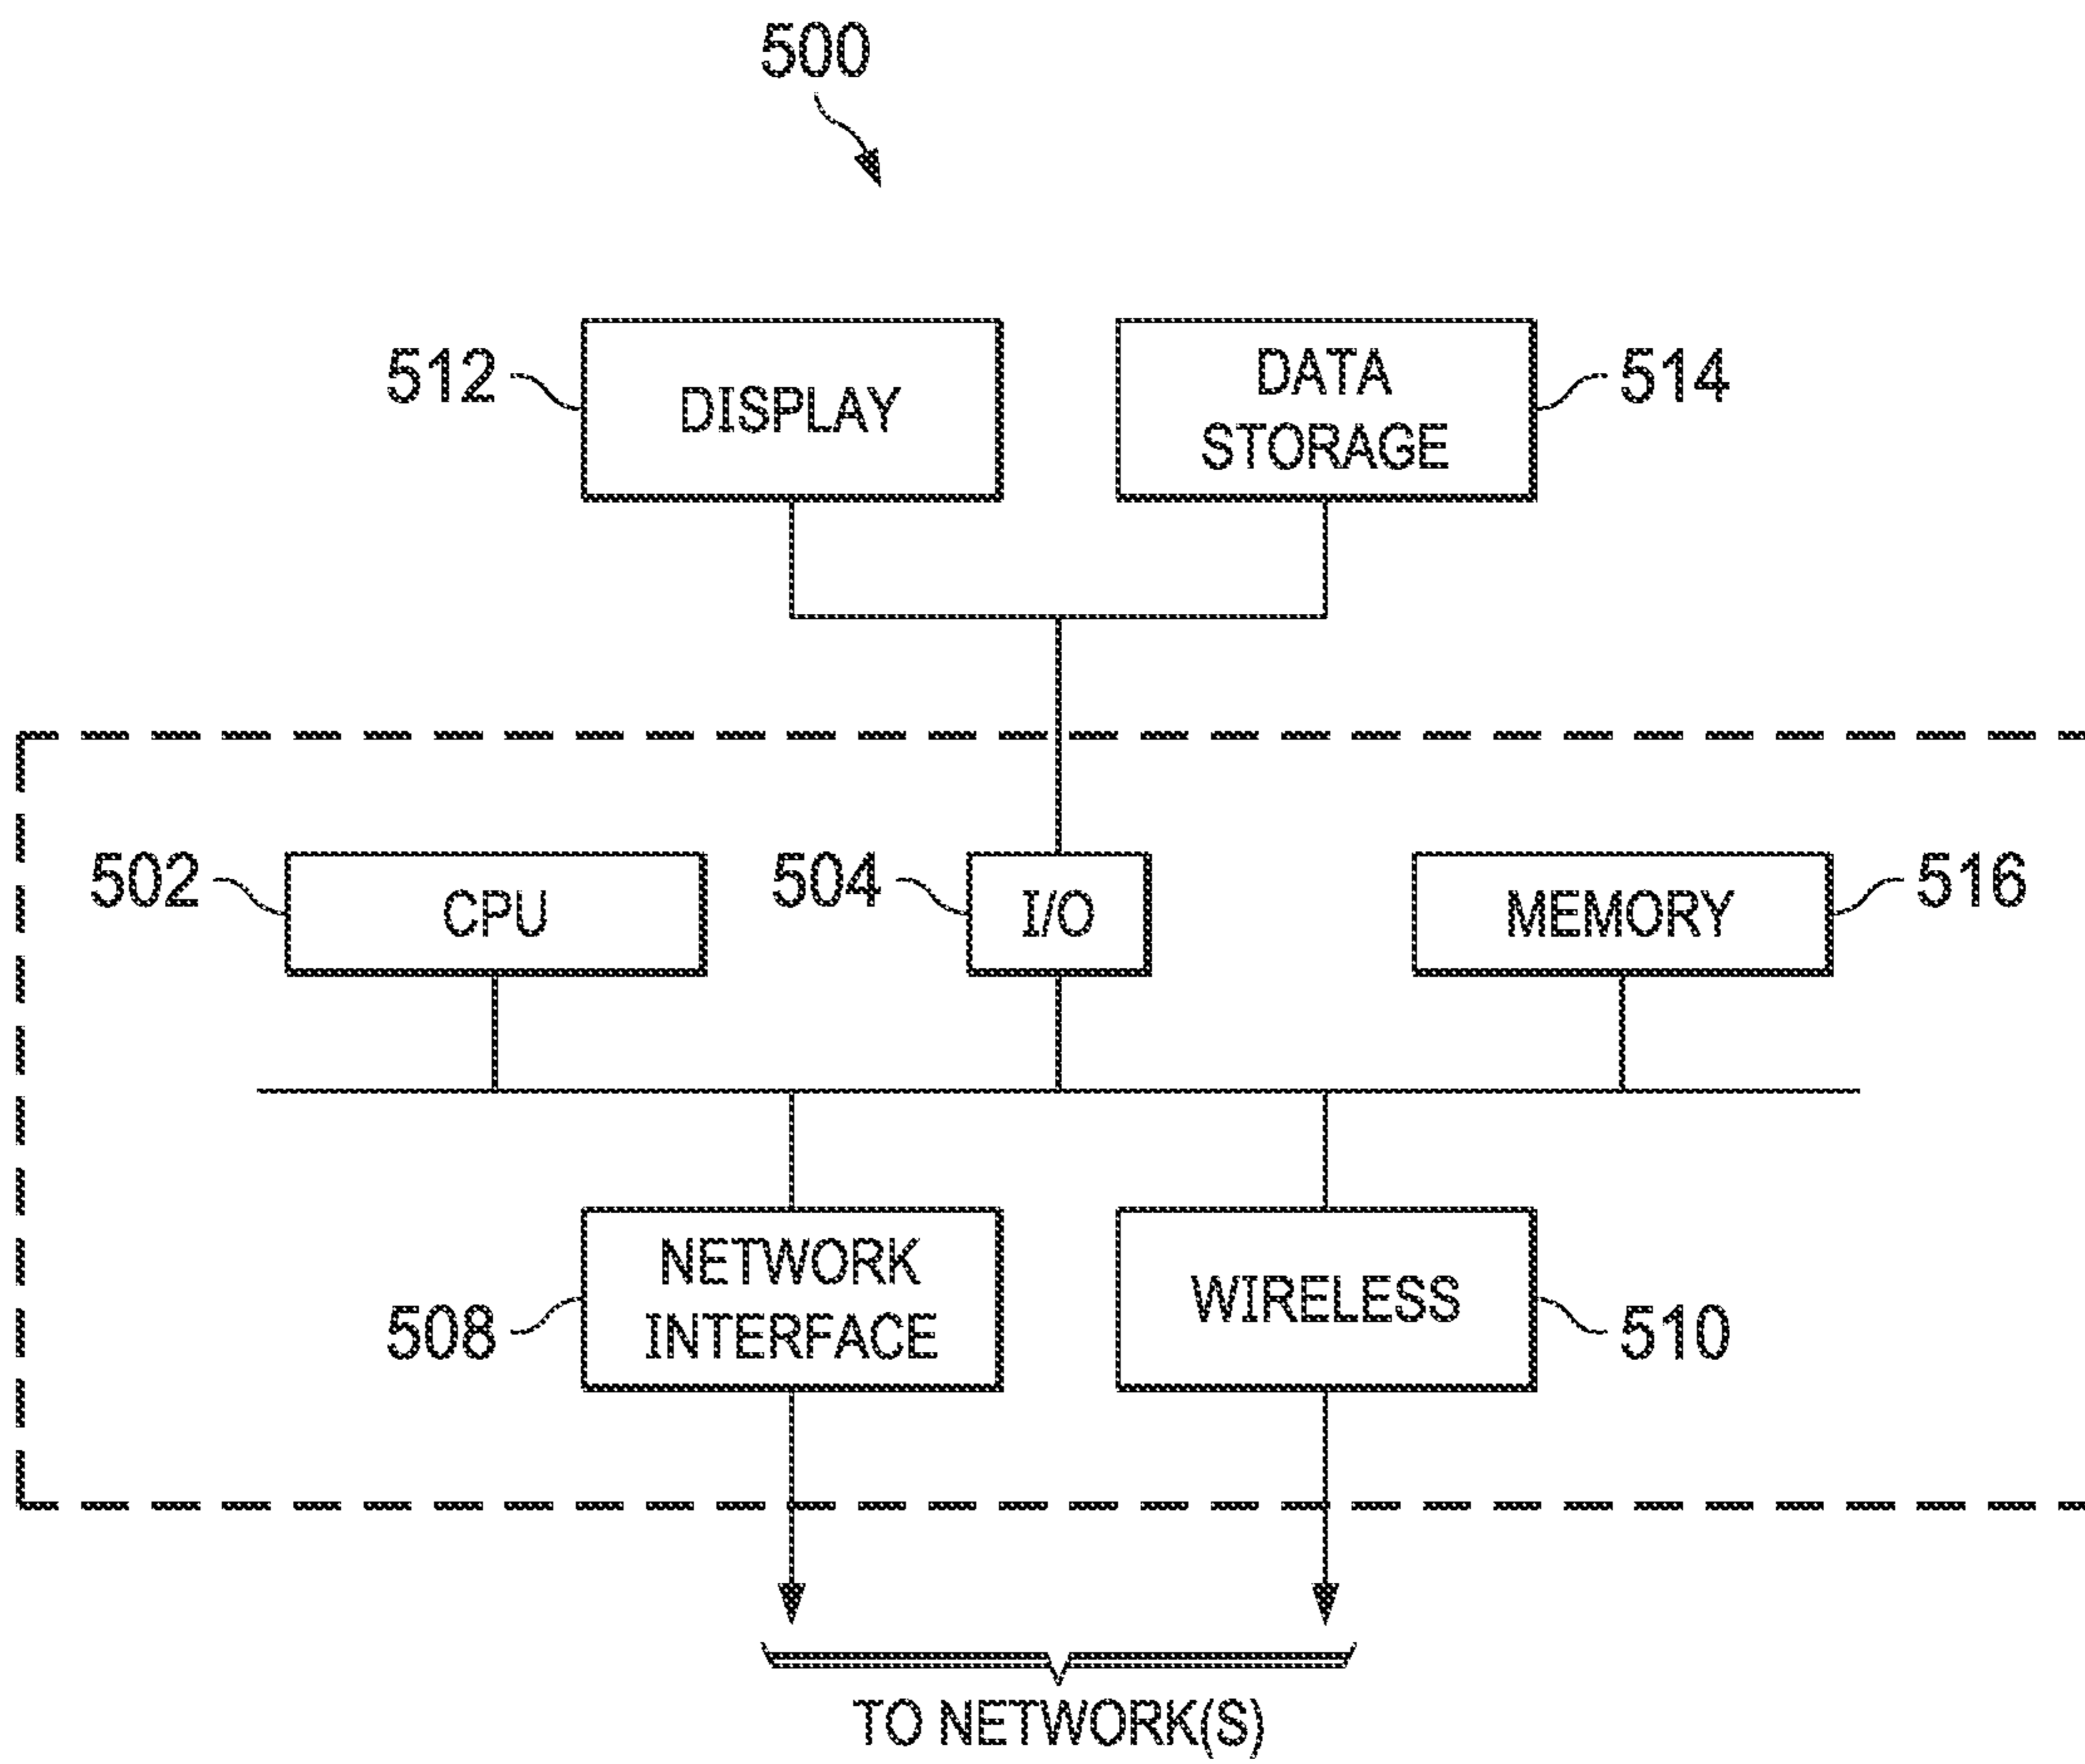 500
512
DISPLAY
DATA
STORAGE
514
502
CPU
504
I/O
MEMORY
516
508
NETWORK
INTERFACE
WIRELESS
510
TO NETWORK(S)